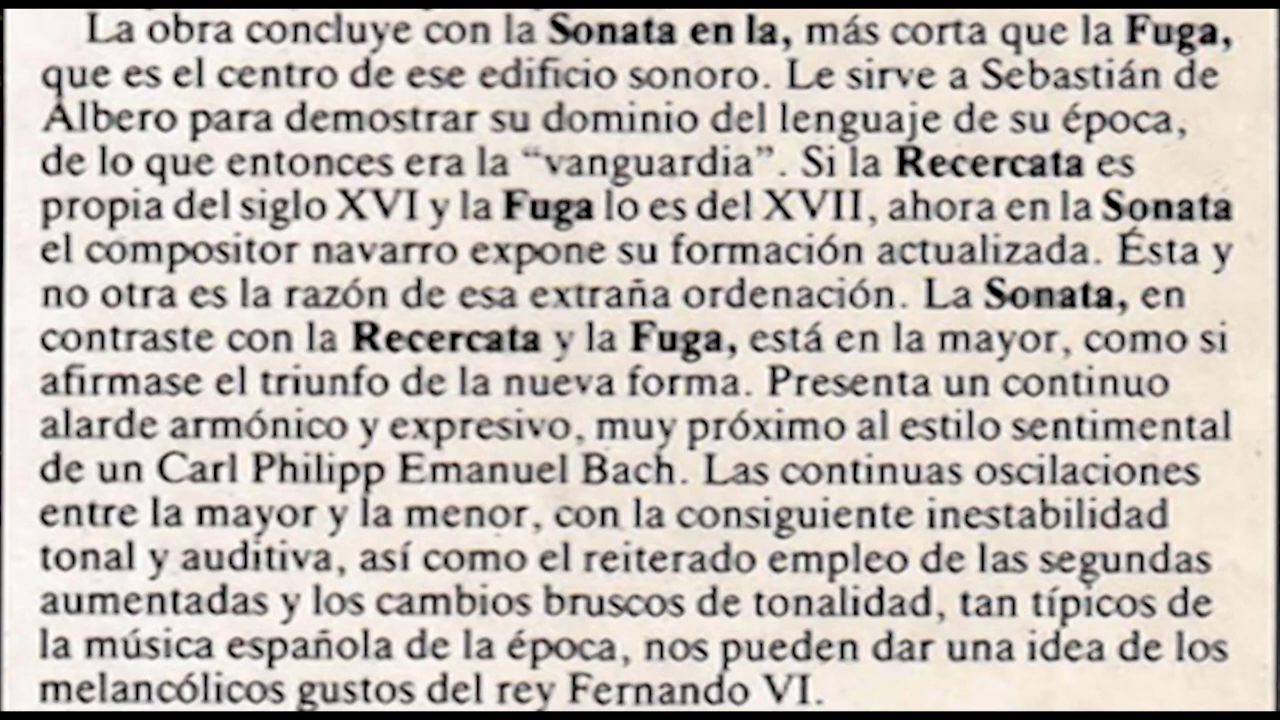 La obra concluye con la Sonata en la, más corta que la Fuga,
que es el centro de ese edificio sonoro. Le sirve a Sebastián de
Albero para demostrar su dominio del lenguaje de su época,
de lo que entonces era la “vanguardia”. Si la Recercata es
propia del siglo XVI y la Fuga lo es del XVII, ahora en la Sonata
el compositor navarro expone su formación actualizada. Ésta y
no otra es la razón de esa extraña ordenación. La Sonata, en
contraste con la Recercata y la Fuga, está en la mayor, como si
afirmase el triunfo de la nueva forma. Presenta un continuo
alarde armónico y expresivo, muy próximo al estilo sentimental
de un Carl Philipp Emanuel Bach. Las continuas oscilaciones
entre la mayor y la menor, con la consiguiente inestabilidad
tonal y auditiva, así como el reiterado empleo de las segundas
aumentadas y los cambios bruscos de tonalidad, tan típicos de
la música española de la época, nos pueden dar una idea de los
melancólicos gustos del rey Fernando VI.